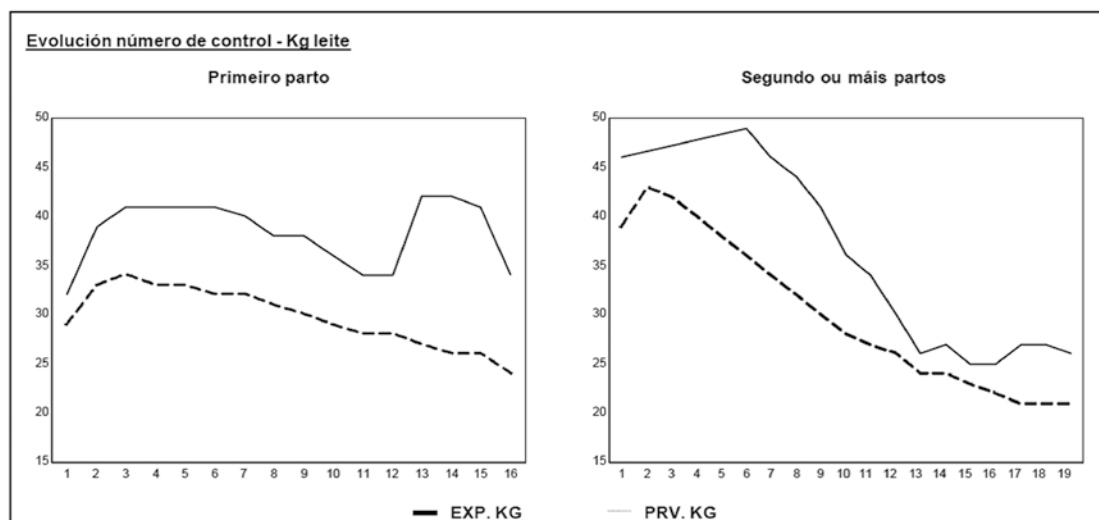 Evolución número de control - Kg leite
Primeiro parto
Segundo ou máis partos
50
45
40
35
30
25
20
15
1 2 3 4 5 6 7 8 9 10 11 12 13 14 15 16
50
45
40
35
30
25
20
15
1 2 3 4 5 6 7 8 9 10 11 12 13 14 15 16 17 18 19
EXP. KG
PRV. KG